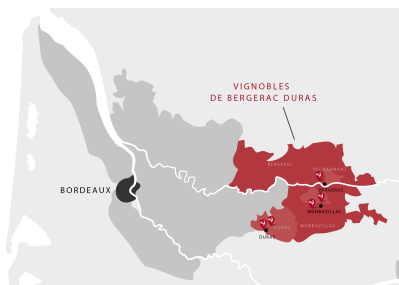 VIGNOBLES
DE BERGERAC DURAS
BERGERAC
PÉCHARMANT
BERGERAC
BORDEAUX
MONBAZILLAC
DURAS
MONBAZILLAC
DURAS